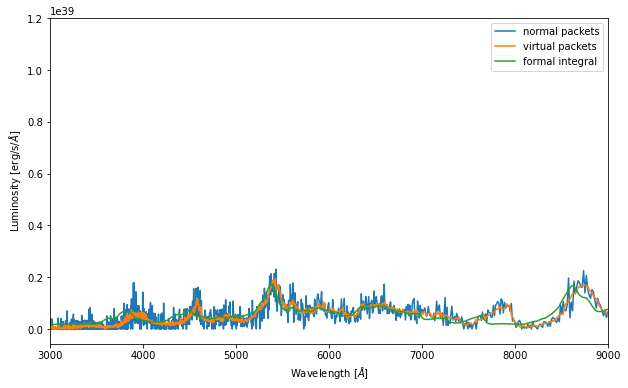 1e39
1.2
1.0
0.8
0.6
0.4
0.2
0.0
Luminosity [erg/s/Å]
normal packets
virtual packets
formal integral
3000 4000 5000 6000 7000 8000 9000
Wavelength [Å]